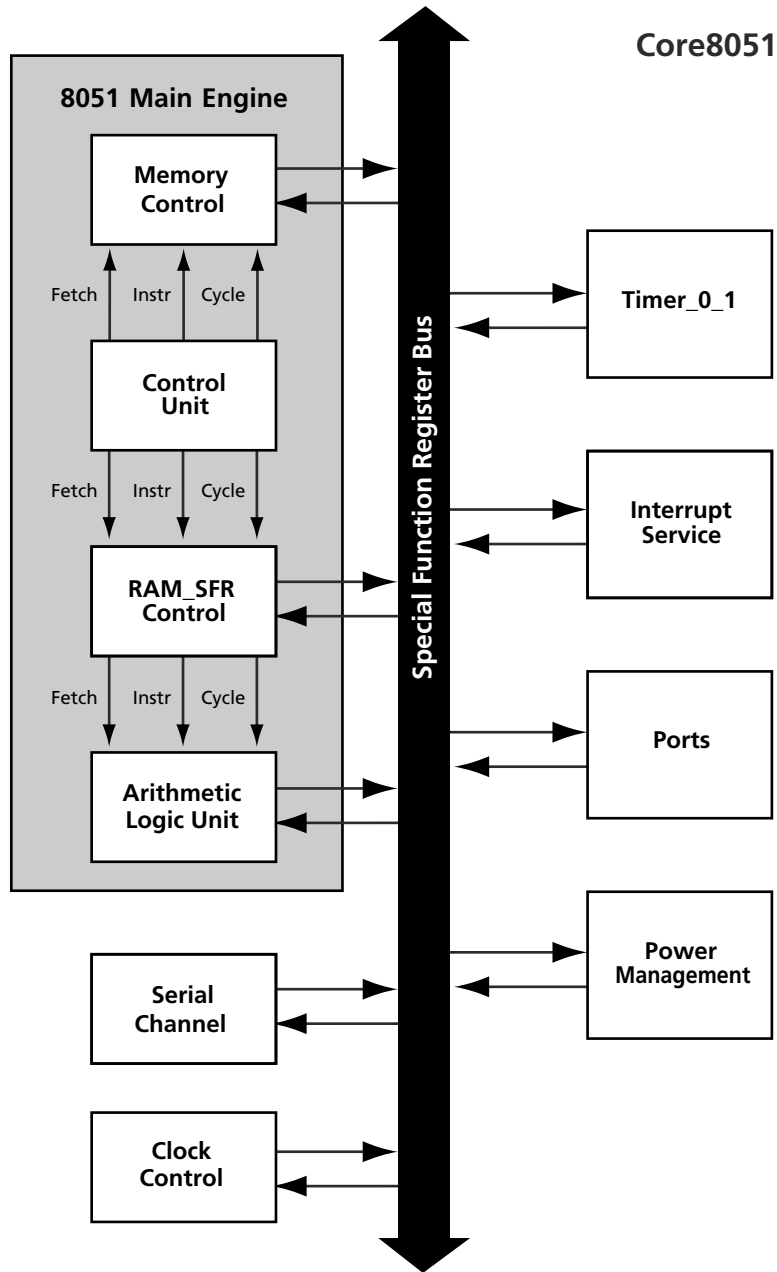 Core8051
8051 Main Engine
Memory
Control
Fetch Instr Cycle
Control
Unit
Fetch Instr Cycle
RAM_SFR
Control
Fetch Instr Cycle
Arithmetic
Logic Unit
Serial
Channel
Clock
Control
Special Function Register Bus
Timer_0_1
Interrupt
Service
Ports
Power
Management